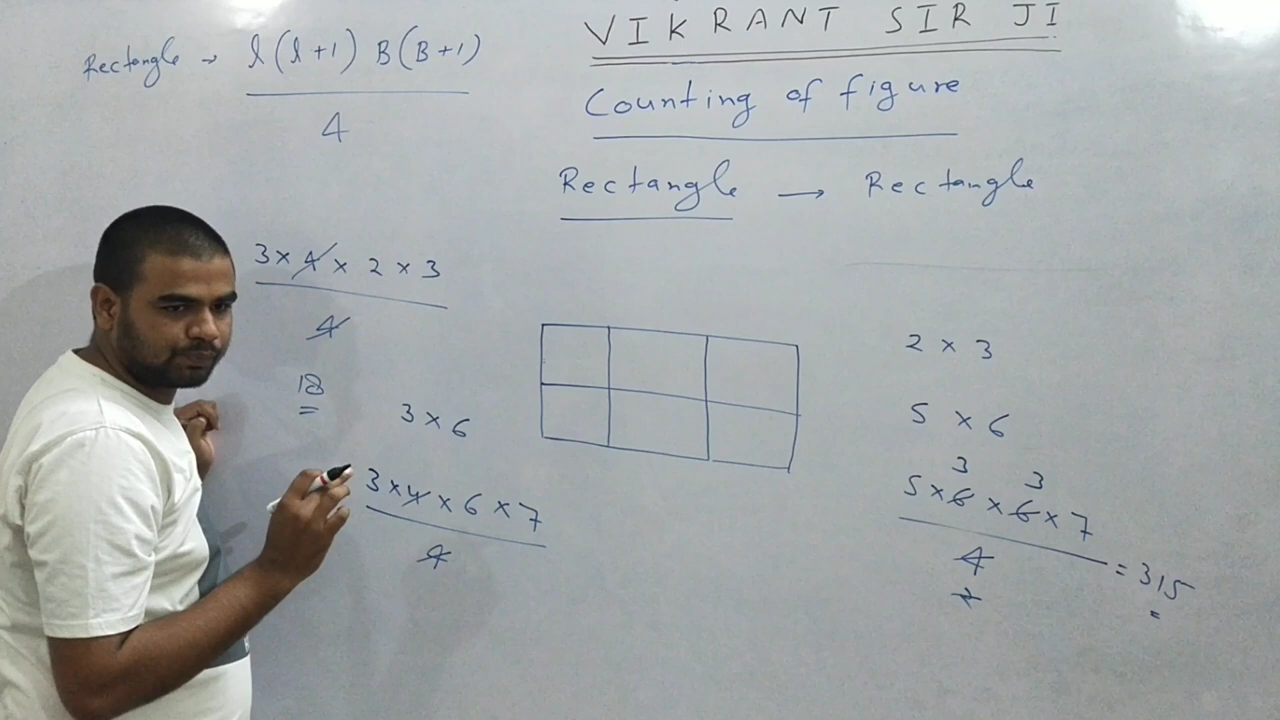 VIKRANT SIR JI
Counting of figure
Rectangle → Rectangle
Rectangle → l(l+1) B(B+1)
4
3 × 4 × 2 × 3
4
18
=
3 × 6
3 × 4 × 6 × 7
4
2 × 3
5 × 6
3 3
5 × 6 × 6 × 7
4
= 315
=